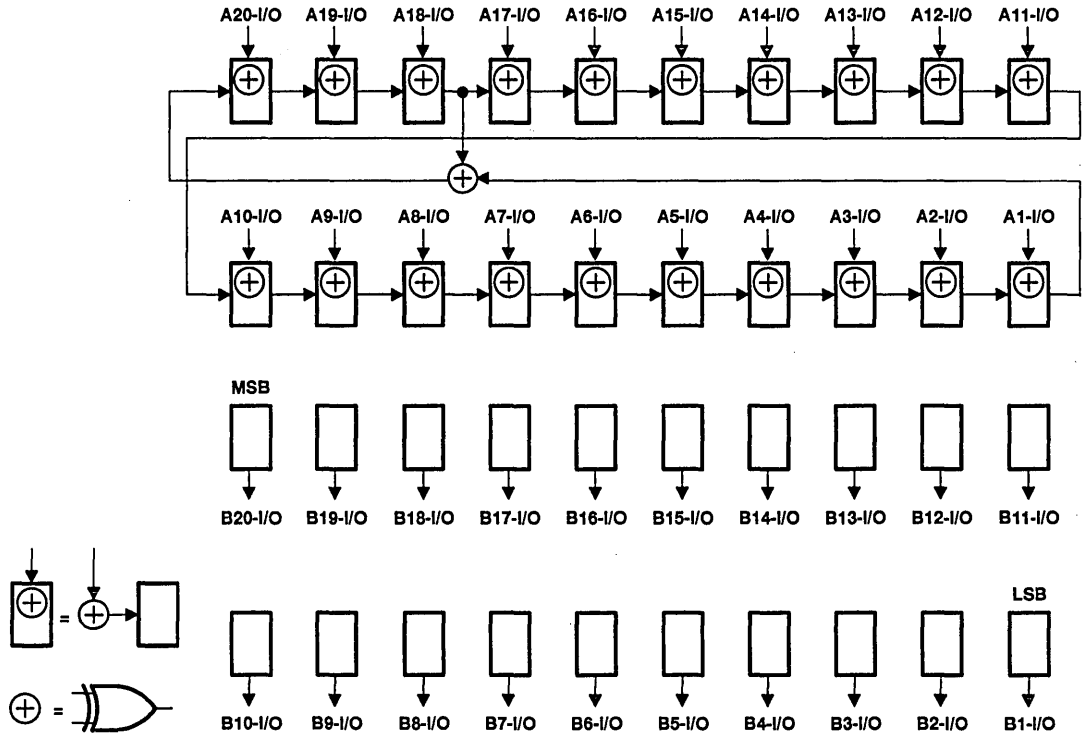 A20-I/O A19-I/O A18-I/O A17-I/O A16-I/O A15-I/O A14-I/O A13-I/O A12-I/O A11-I/O
A10-I/O A9-I/O A8-I/O A7-I/O A6-I/O A5-I/O A4-I/O A3-I/O A2-I/O A1-I/O
MSB
B20-I/O B19-I/O B18-I/O B17-I/O B16-I/O B15-I/O B14-I/O B13-I/O B12-I/O B11-I/O
=
LSB
=
B10-I/O B9-I/O B8-I/O B7-I/O B6-I/O B5-I/O B4-I/O B3-I/O B2-I/O B1-I/O